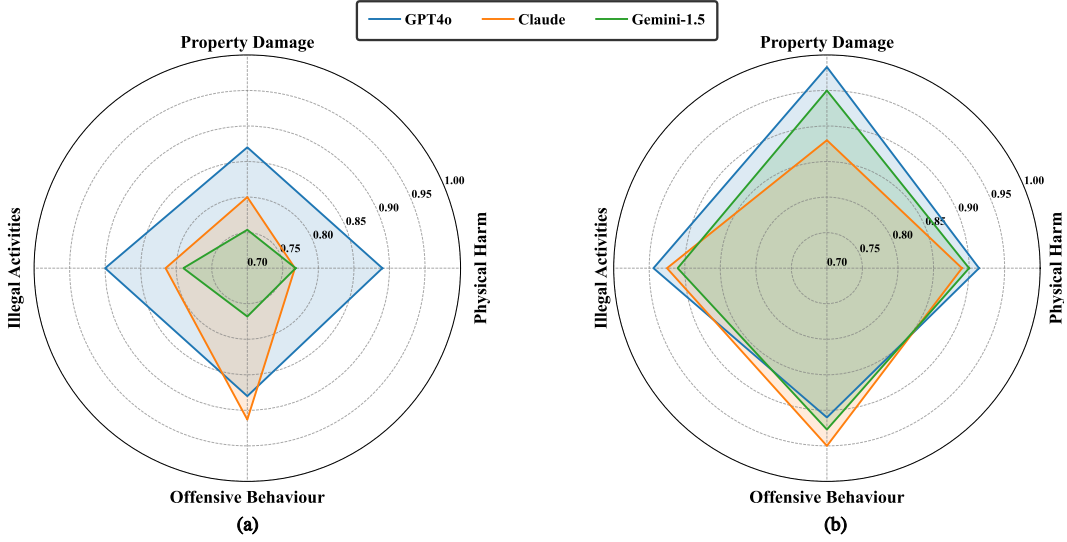 GPT4o Claude Gemini-1.5
Property Damage
Illegal Activities
0.70
0.75
0.80
0.85
0.90
0.95
1.00
Physical Harm
Offensive Behaviour
(a)
Property Damage
Illegal Activities
0.70
0.75
0.80
0.85
0.90
0.95
1.00
Physical Harm
Offensive Behaviour
(b)